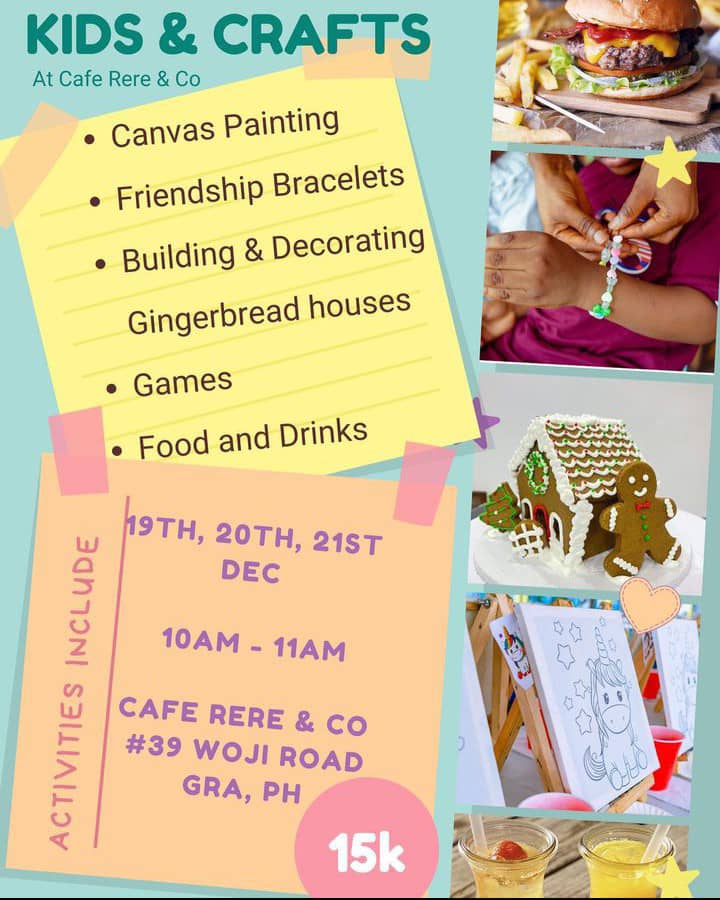 KIDS & CRAFTS
At Cafe Rere & Co
• Canvas Painting
• Friendship Bracelets
• Building & Decorating
Gingerbread houses
• Games
• Food and Drinks
ACTIVITIES INCLUDE
19TH, 20TH, 21ST
DEC
10AM - 11AM
CAFE RERE & CO
#39 WOJI ROAD
GRA, PH
15k